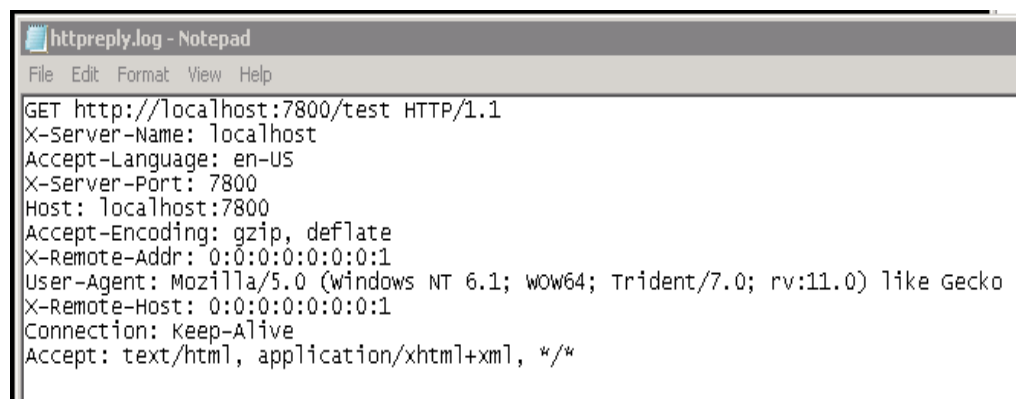 httpreply.log - Notepad
File Edit Format View Help
GET http://localhost:7800/test HTTP/1.1
X-Server-Name: localhost
Accept-Language: en-US
X-Server-Port: 7800
Host: localhost:7800
Accept-Encoding: gzip, deflate
X-Remote-Addr: 0:0:0:0:0:0:0:1
User-Agent: Mozilla/5.0 (Windows NT 6.1; WOW64; Trident/7.0; rv:11.0) like Gecko
X-Remote-Host: 0:0:0:0:0:0:0:1
Connection: Keep-Alive
Accept: text/html, application/xhtml+xml, */*